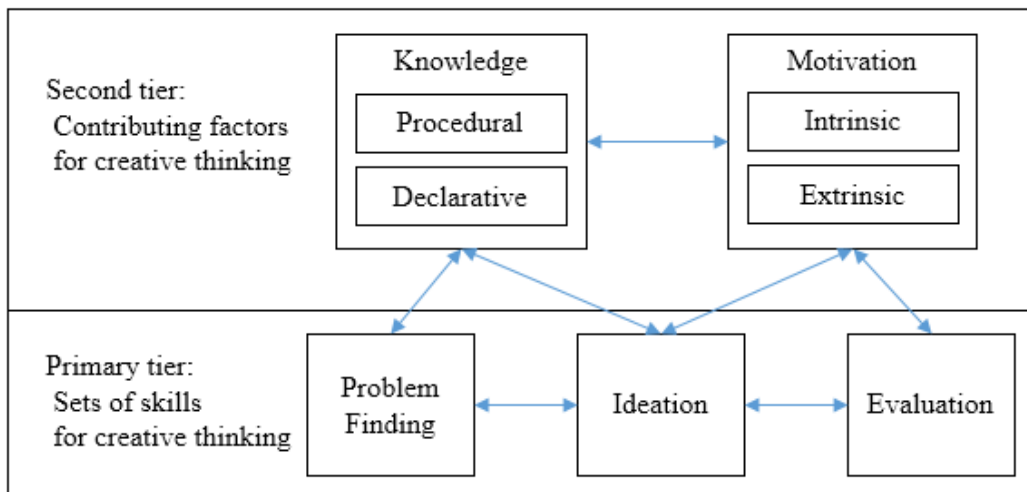 Second tier:
Contributing factors
for creative thinking
Knowledge
Procedural
Declarative
Motivation
Intrinsic
Extrinsic
Primary tier:
Sets of skills
for creative thinking
Problem
Finding
Ideation
Evaluation